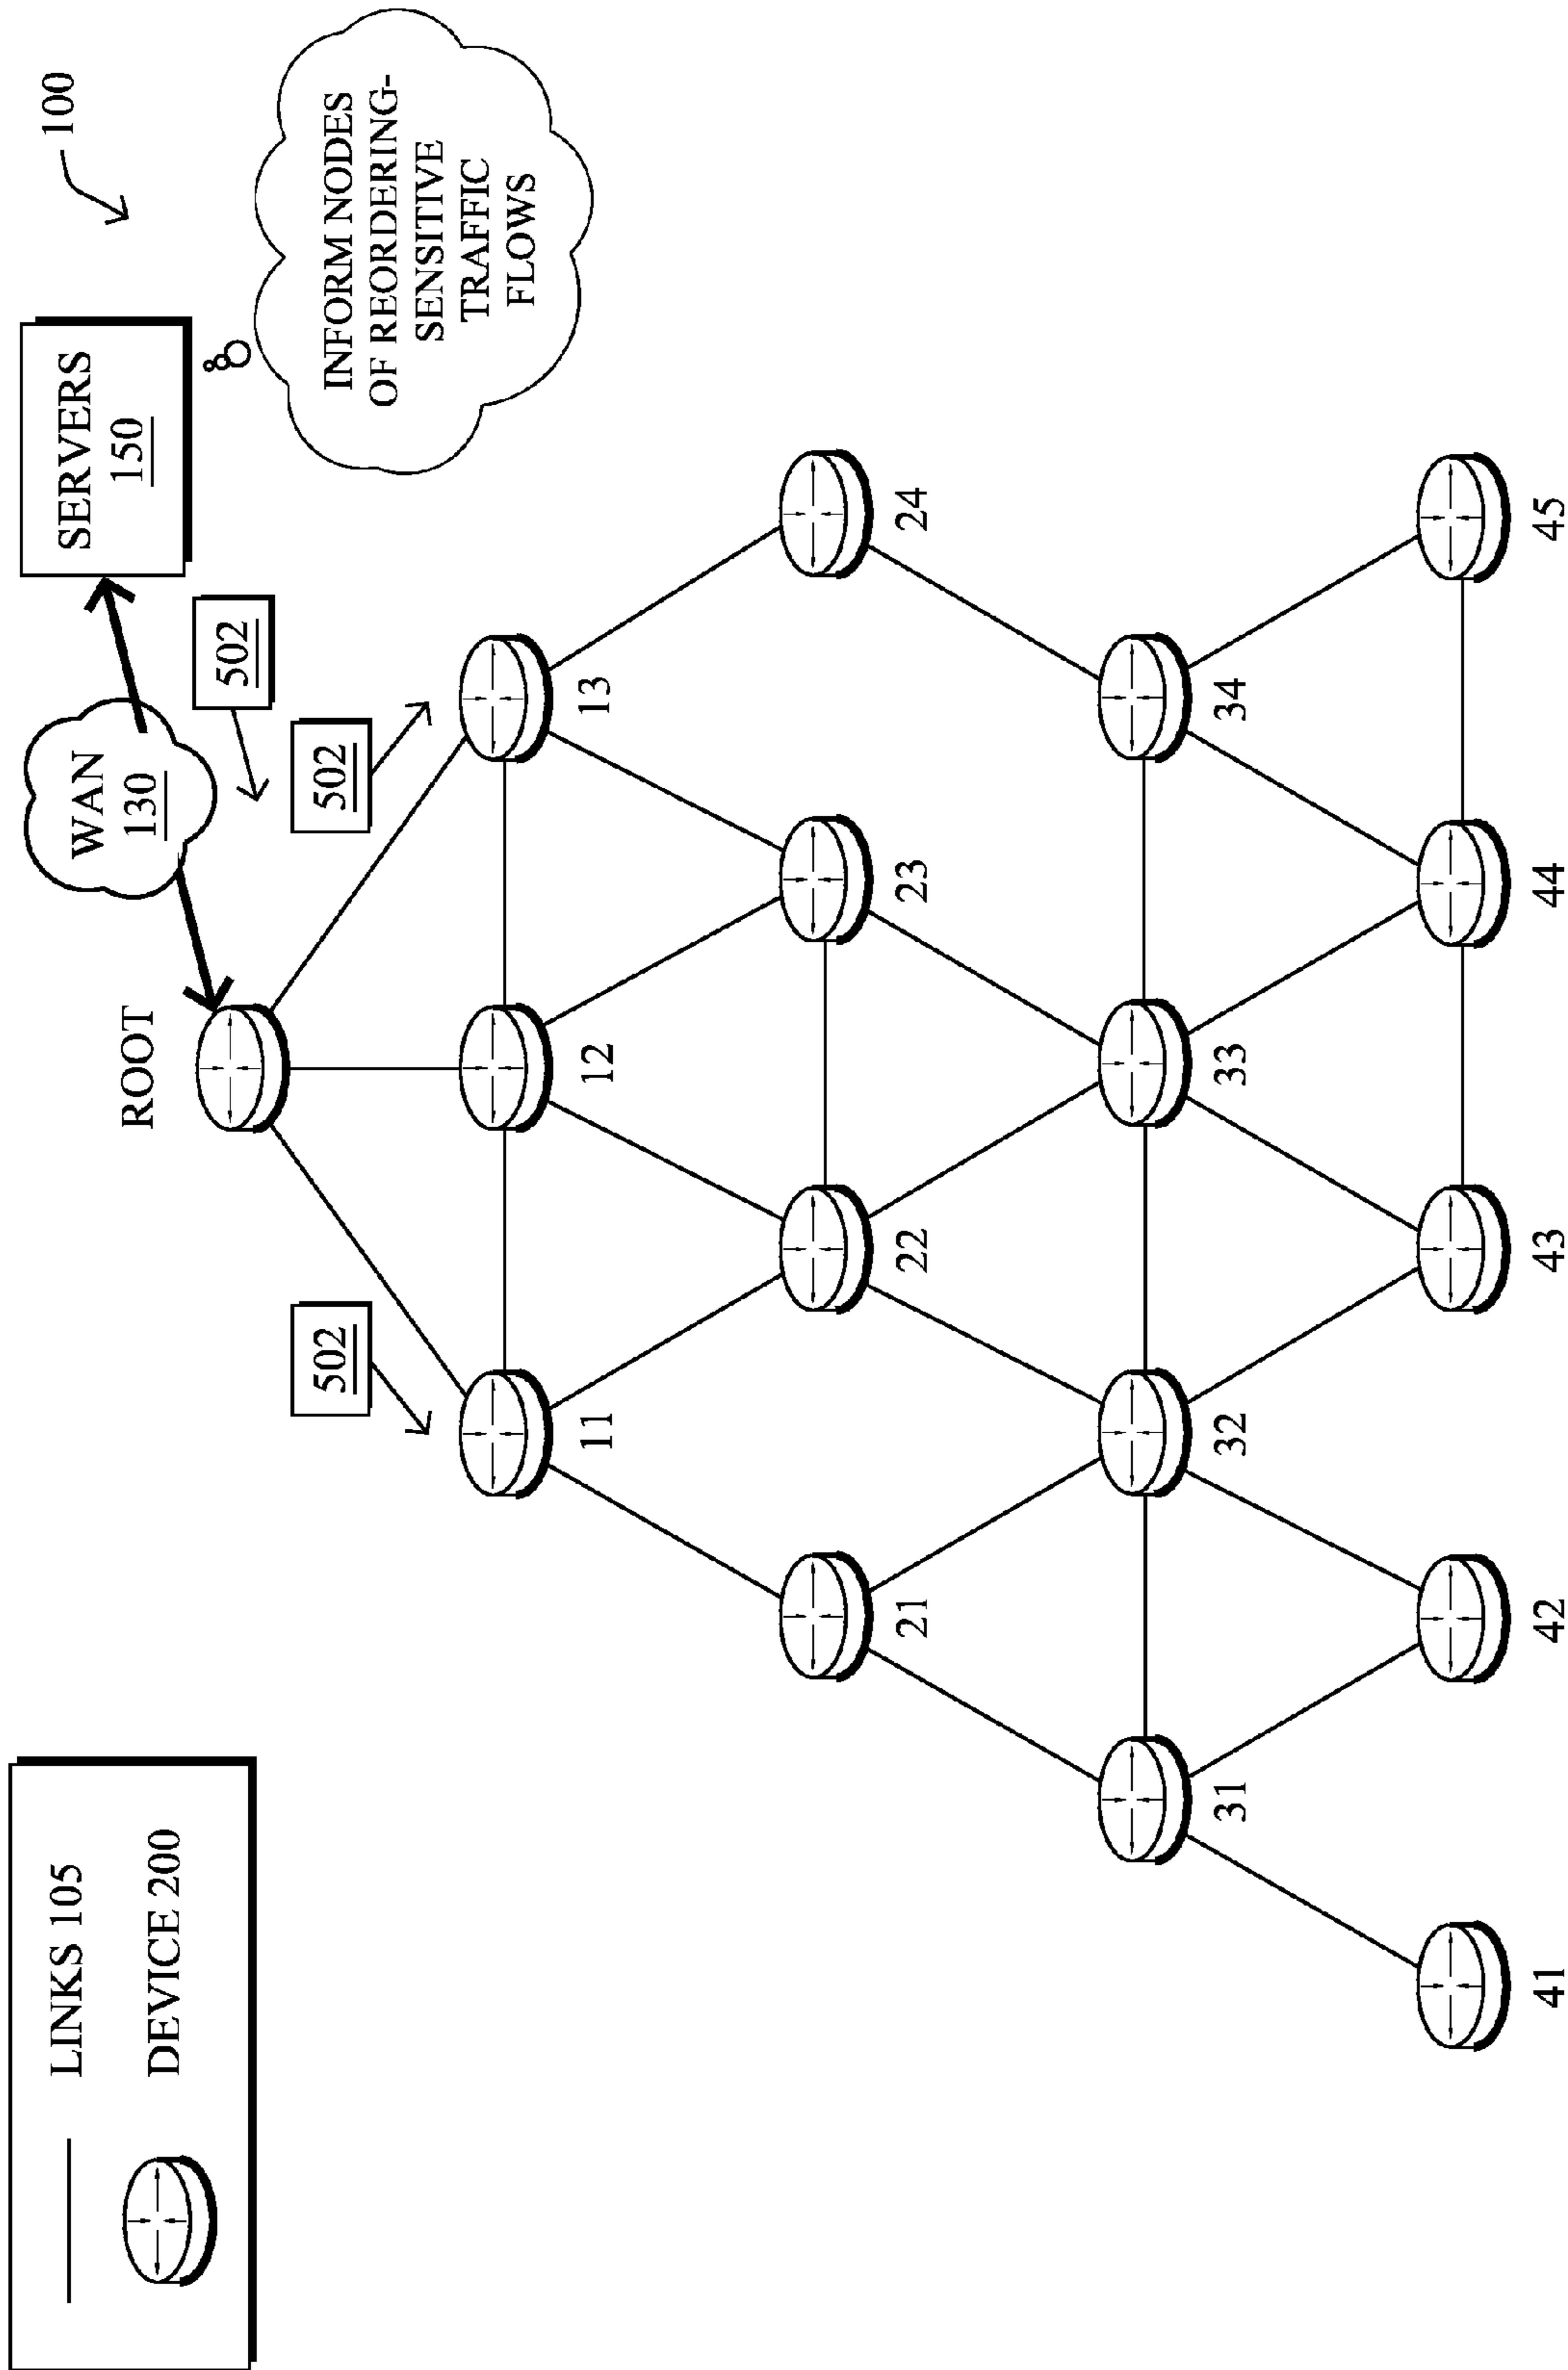 LINKS 105
DEVICE 200
100
SERVERS
150
WAN
130
502
502
502
INFORM NODES
OF REORDERING-
SENSITIVE
TRAFFIC
FLOWS
ROOT
11
12
13
21
22
23
24
31
32
33
34
41
42
43
44
45